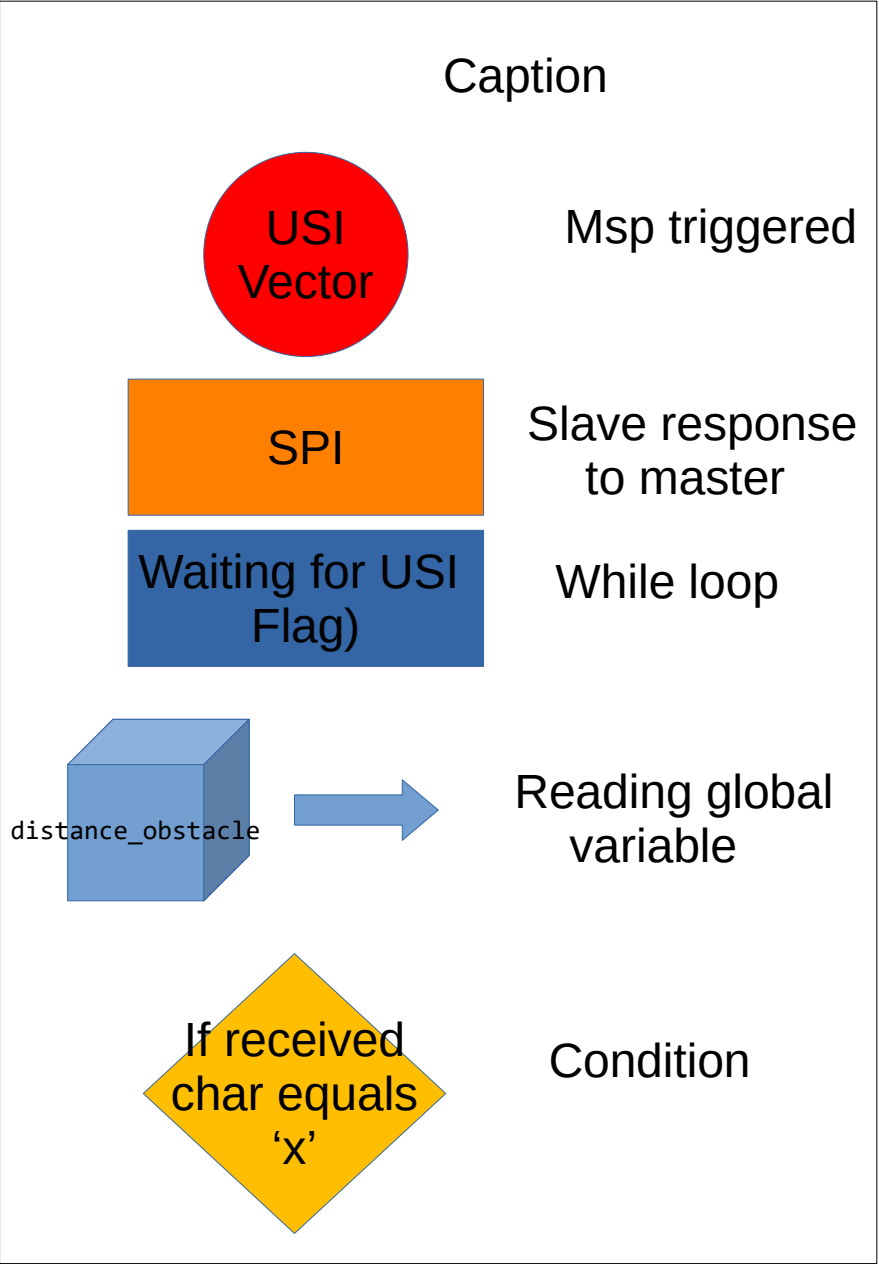 Caption
USI
Vector
Msp triggered
SPI
Slave response
to master
Waiting for USI
Flag)
While loop
distance_obstacle
Reading global
variable
If received
char equals
‘x’
Condition